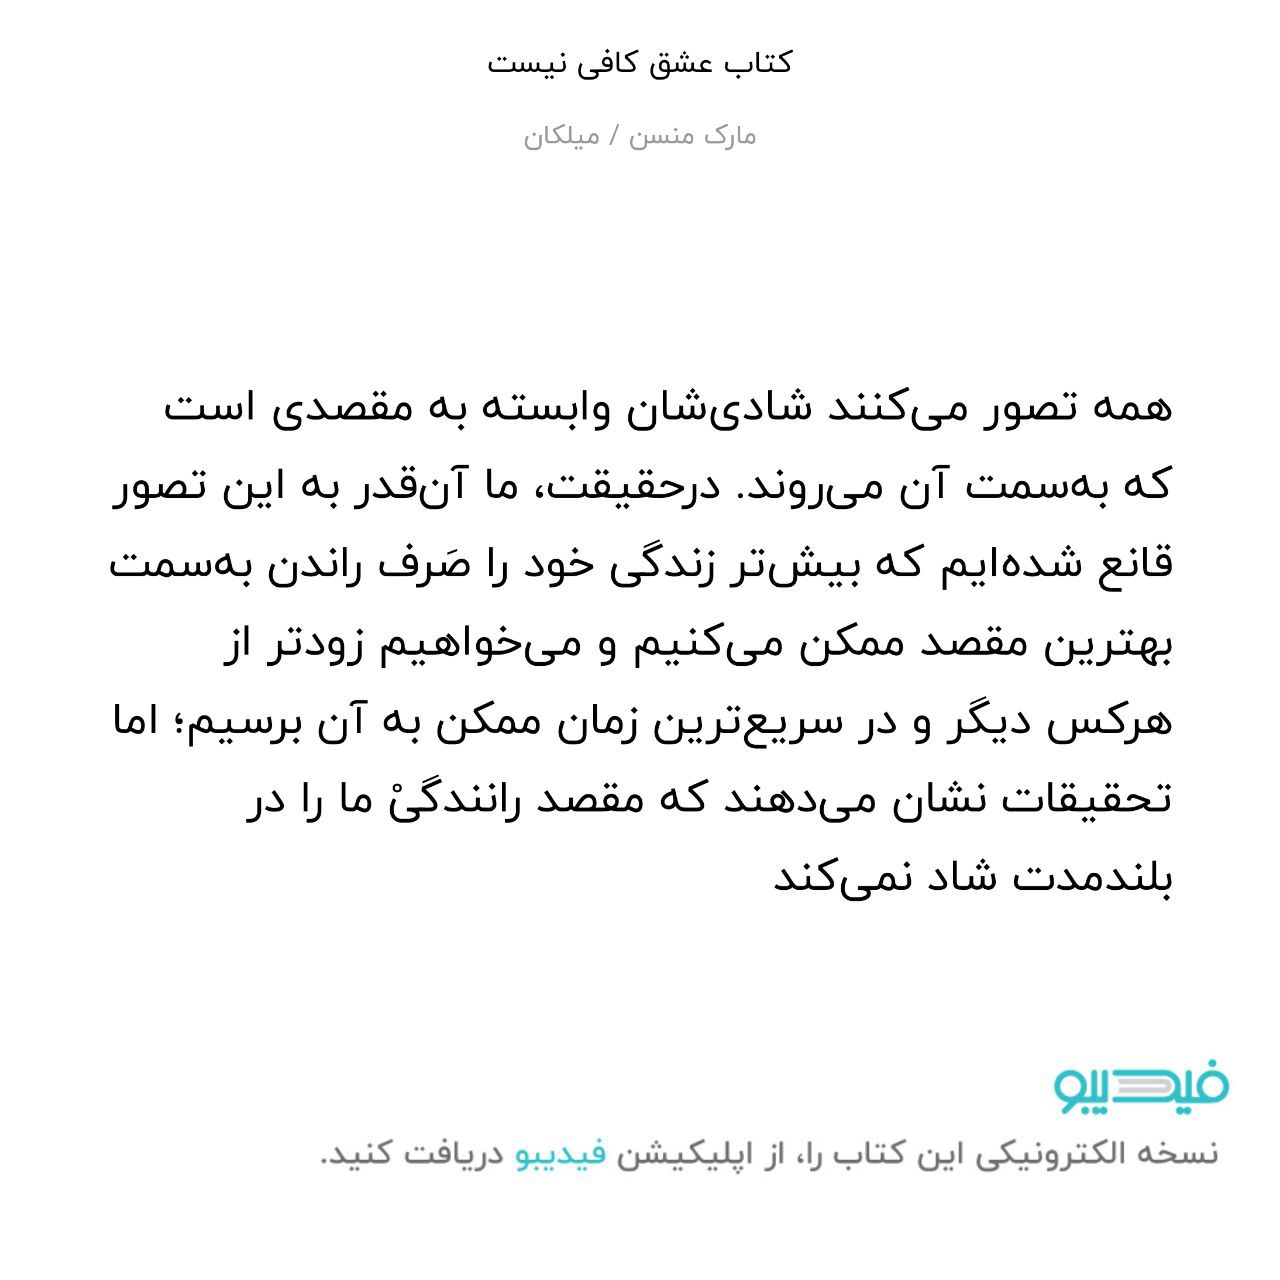 کتاب عشق کافی نیست
مارک منسن / میلکان
همه تصور می‌کنند شادی‌شان وابسته به مقصدی است
که به‌سمت آن می‌روند. درحقیقت، ما آن‌قدر به این تصور
قانع شده‌ایم که بیش‌تر زندگی خود را صَرف راندن به‌سمت
بهترین مقصد ممکن می‌کنیم و می‌خواهیم زودتر از
هرکس دیگر و در سریع‌ترین زمان ممکن به آن برسیم؛ اما
تحقیقات نشان می‌دهند که مقصد رانندگیْ ما را در
بلندمدت شاد نمی‌کند
فیدیبو
نسخه الکترونیکی این کتاب را، از اپلیکیشن فیدیبو دریافت کنید.